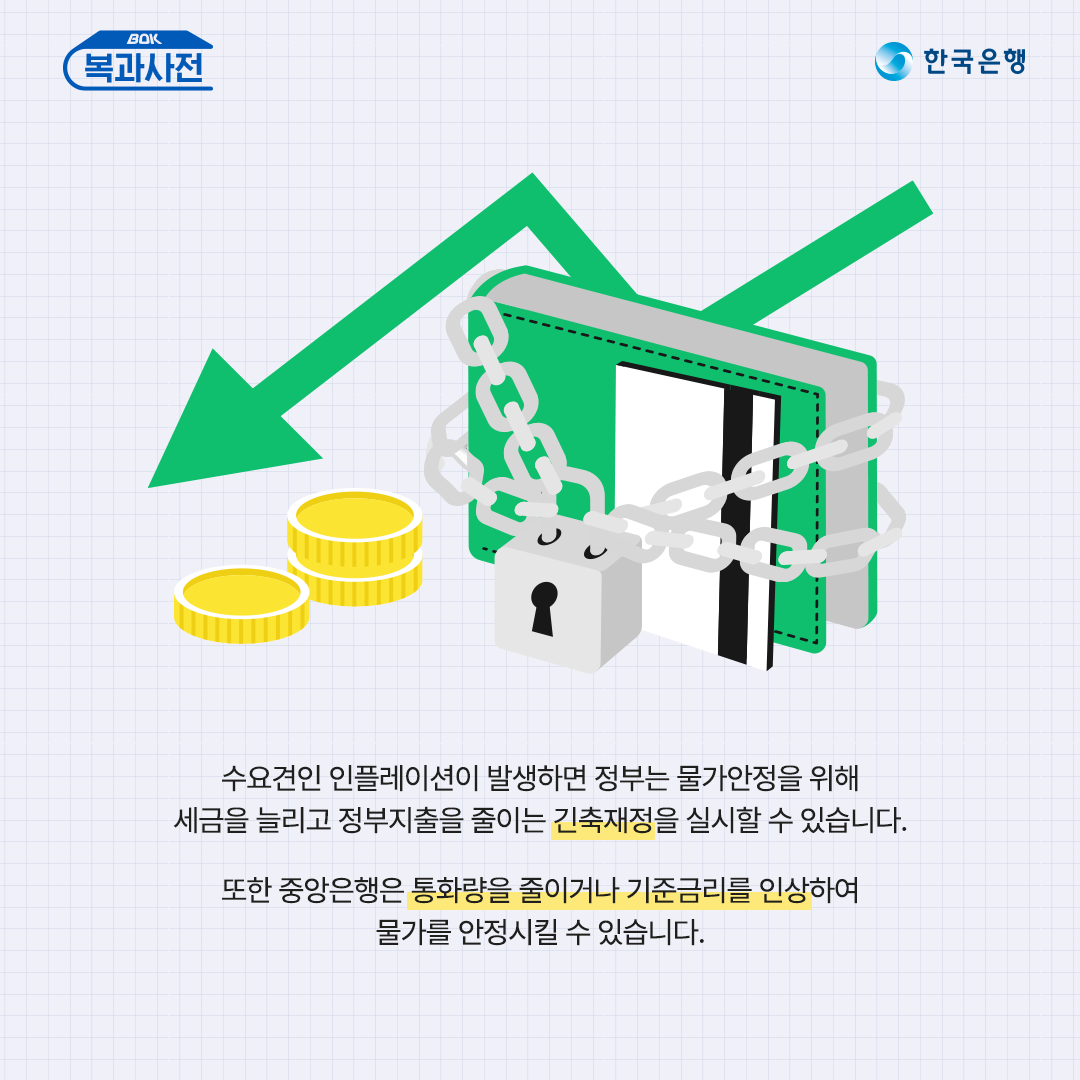 BOK
복과사전
한국은행
수요견인 인플레이션이 발생하면 정부는 물가안정을 위해
세금을 늘리고 정부지출을 줄이는 긴축재정을 실시할 수 있습니다.
또한 중앙은행은 통화량을 줄이거나 기준금리를 인상하여
물가를 안정시킬 수 있습니다.